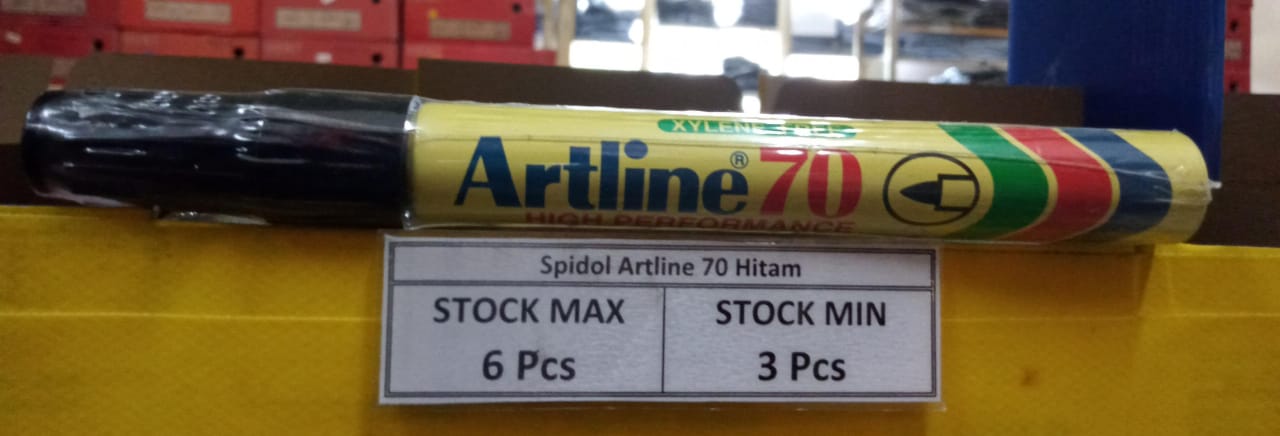 XYLENE FREE
Artline® 70
HIGH PERFORMANCE
Spidol Artline 70 Hitam
STOCK MAX
STOCK MIN
6 Pcs
3 Pcs